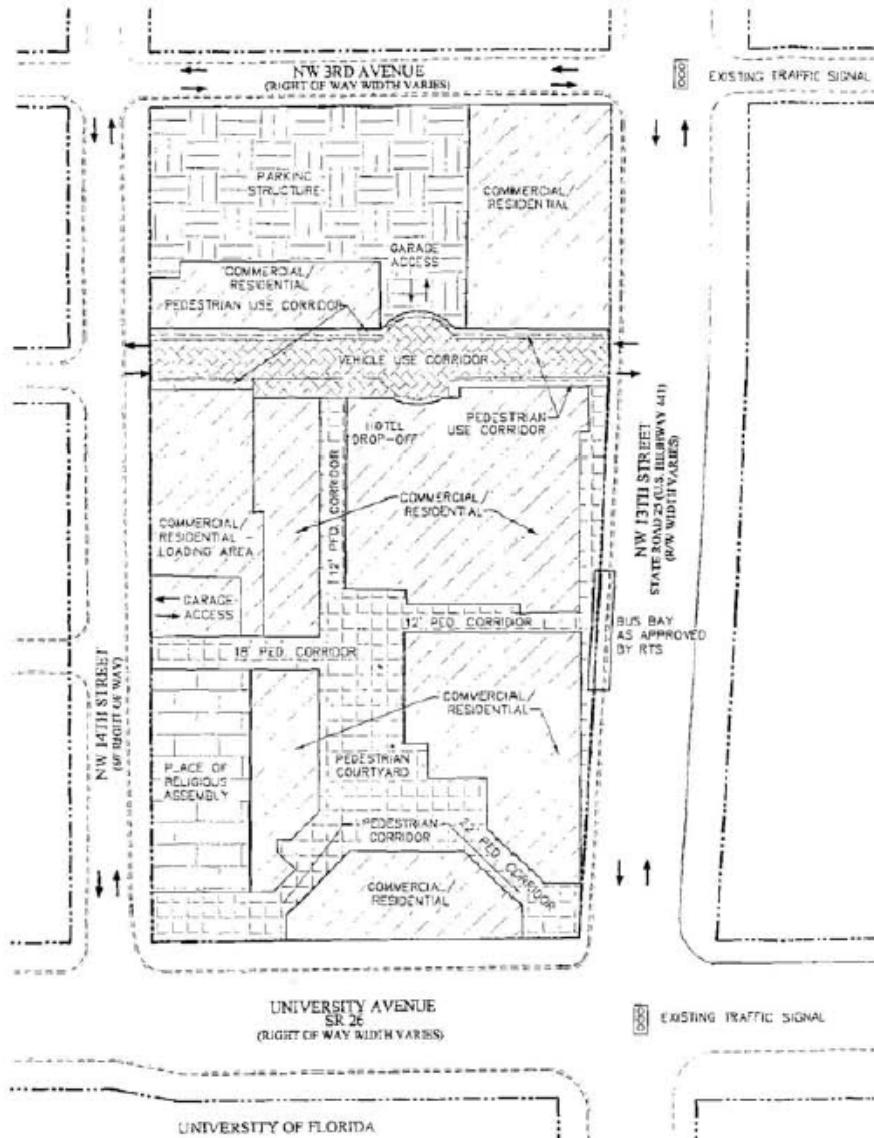 NW 3RD AVENUE
(RIGHT OF WAY WIDTH VARIES)
EXISTING TRAFFIC SIGNAL
PARKING
STRUCTURE
COMMERCIAL/
RESIDENTIAL
GARAGE
ACCESS
COMMERCIAL/
RESIDENTIAL
PEDESTRIAN USE CORRIDOR
VEHICLE USE CORRIDOR
HOTEL
DROP-OFF
PEDESTRIAN
USE CORRIDOR
12' PED. CORRIDOR
COMMERCIAL/
RESIDENTIAL
NW 13TH STREET
STATE ROAD 25 (U.S. HIGHWAY 441)
(R/W WIDTH VARIES)
COMMERCIAL/
RESIDENTIAL -
LOADING AREA
GARAGE
ACCESS
12' PED. CORRIDOR
BUS BAY
AS APPROVED
BY RTS
18' PED. CORRIDOR
NW 14TH STREET
(60' RIGHT OF WAY)
COMMERCIAL/
RESIDENTIAL
PLACE OF
RELIGIOUS
ASSEMBLY
PEDESTRIAN
COURTYARD
PEDESTRIAN
CORRIDOR
PED. CORRIDOR
COMMERCIAL/
RESIDENTIAL
UNIVERSITY AVENUE
SR 26
(RIGHT OF WAY WIDTH VARIES)
EXISTING TRAFFIC SIGNAL
UNIVERSITY OF FLORIDA